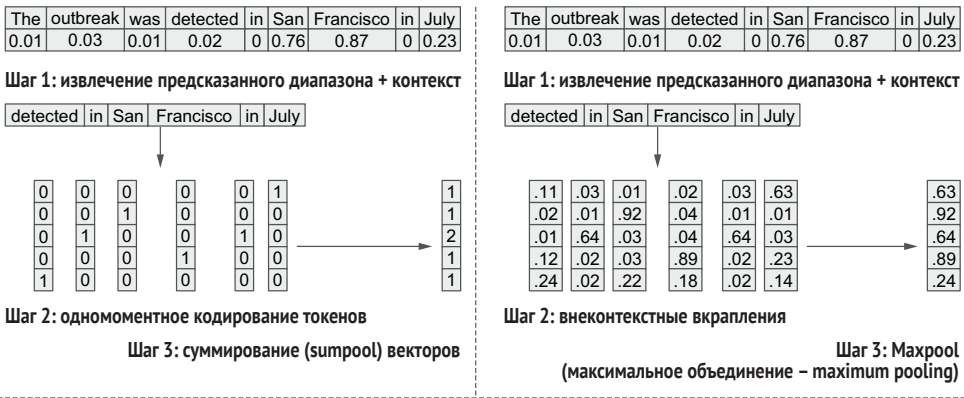 The outbreak was detected in San Francisco in July
0.01 0.03 0.01 0.02 0 0.76 0.87 0 0.23
Шаг 1: извлечение предсказанного диапазона + контекст
detected in San Francisco in July
0 0 0 0 0 1 1
0 0 1 0 0 0 1
0 1 0 0 1 0 2
0 0 0 1 0 0 1
1 0 0 0 0 0 1
Шаг 2: одномоментное кодирование токенов
Шаг 3: суммирование (sumpool) векторов
The outbreak was detected in San Francisco in July
0.01 0.03 0.01 0.02 0 0.76 0.87 0 0.23
Шаг 1: извлечение предсказанного диапазона + контекст
detected in San Francisco in July
.11 .03 .01 .02 .03 .63 .63
.02 .01 .92 .04 .01 .01 .92
.01 .64 .03 .04 .64 .03 .64
.12 .02 .03 .89 .02 .23 .89
.24 .02 .22 .18 .02 .14 .24
Шаг 2: внеконтекстные вкрапления
Шаг 3: Maxpool
(максимальное объединение – maximum pooling)